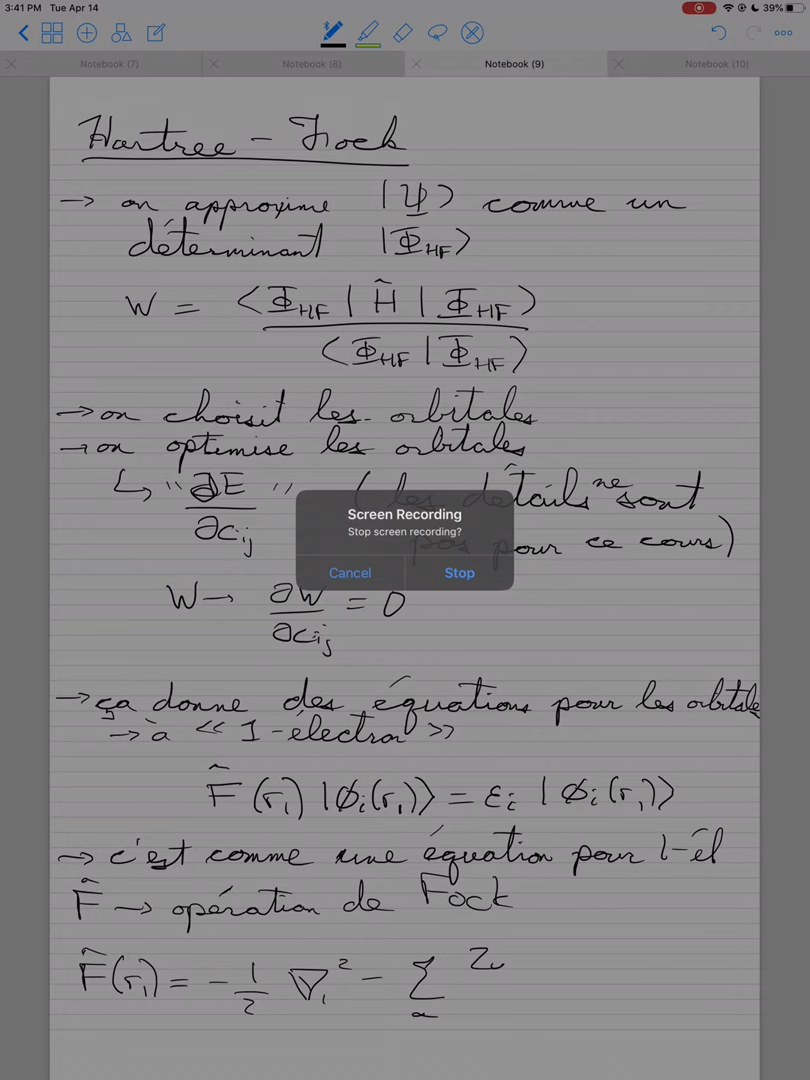 3:41 PM Tue Apr 14
39%
Notebook (7)
Notebook (8)
Notebook (9)
Notebook (10)
Hartree - Fock
→ on approxime |Ψ⟩ comme un
déterminant |Φ_HF⟩
W = ⟨Φ_HF | Ĥ | Φ_HF⟩ / ⟨Φ_HF | Φ_HF⟩
→ on choisit les orbitales
→ on optimise les orbitales
↳ " ∂E / ∂c_ij " ( les détails ne sont
pas pour ce cours)
Screen Recording
Stop screen recording?
Cancel
Stop
W → ∂W / ∂c_ij = 0
→ ça donne des équations pour les orbitales
→ à << 1-électron >>
F̂(r₁) |ϕ_i(r₁)⟩ = ε_i |ϕ_i(r₁)⟩
→ c'est comme une équation pour 1-él
F̂ → opération de Fock
F̂(r₁) = - 1/2 ∇₁² - Σ_α Z